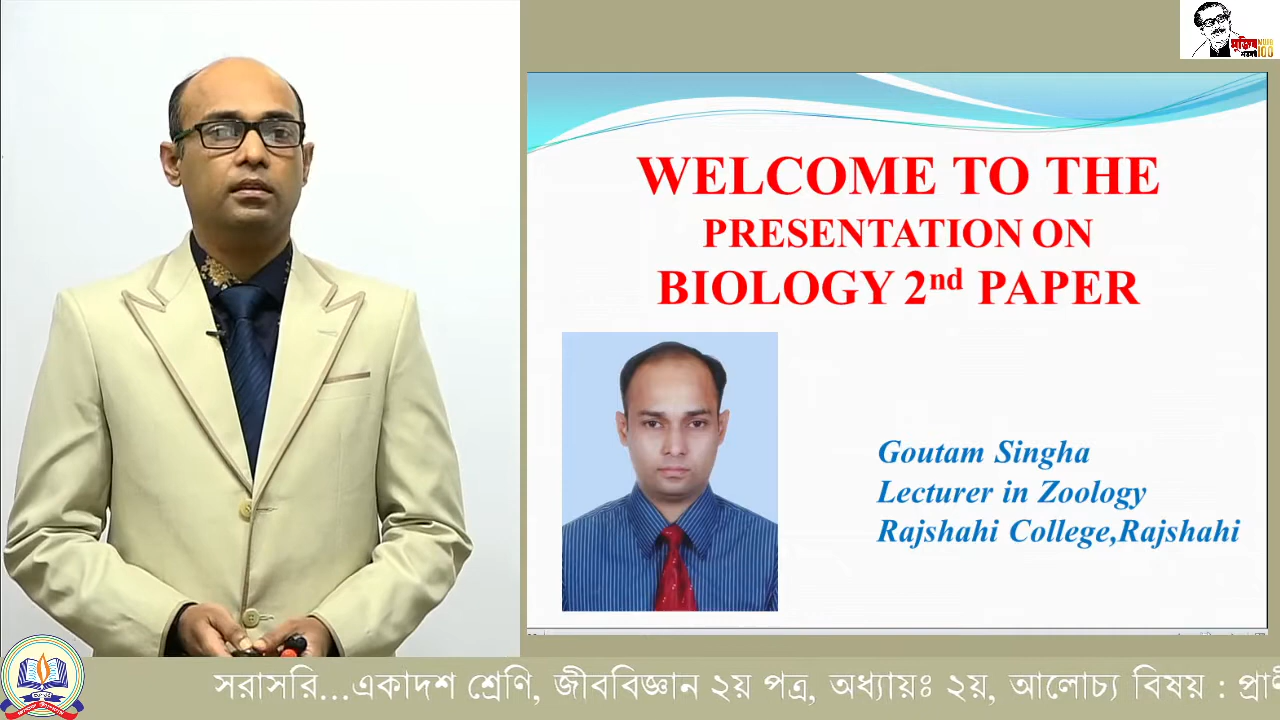 WELCOME TO THE
PRESENTATION ON
BIOLOGY 2nd PAPER
Goutam Singha
Lecturer in Zoology
Rajshahi College,Rajshahi
সরাসরি...একাদশ শ্রেণি, জীববিজ্ঞান ২য় পত্র, অধ্যায়ঃ ২য়, আলোচ্য বিষয় :